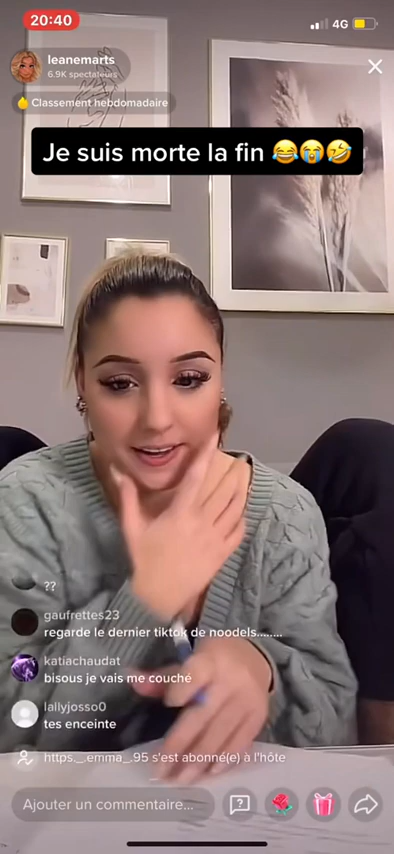 20:40
4G
leanemarts
6.9K spectateurs
Classement hebdomadaire
Je suis morte la fin 😂😭🤣
??
gaufrettes23
regarde le dernier tiktok de noodels........
katiachaudat
bisous je vais me couché
lallyjosso0
tes enceinte
https._.emma_.95 s'est abonné(e) à l'hôte
Ajouter un commentaire...